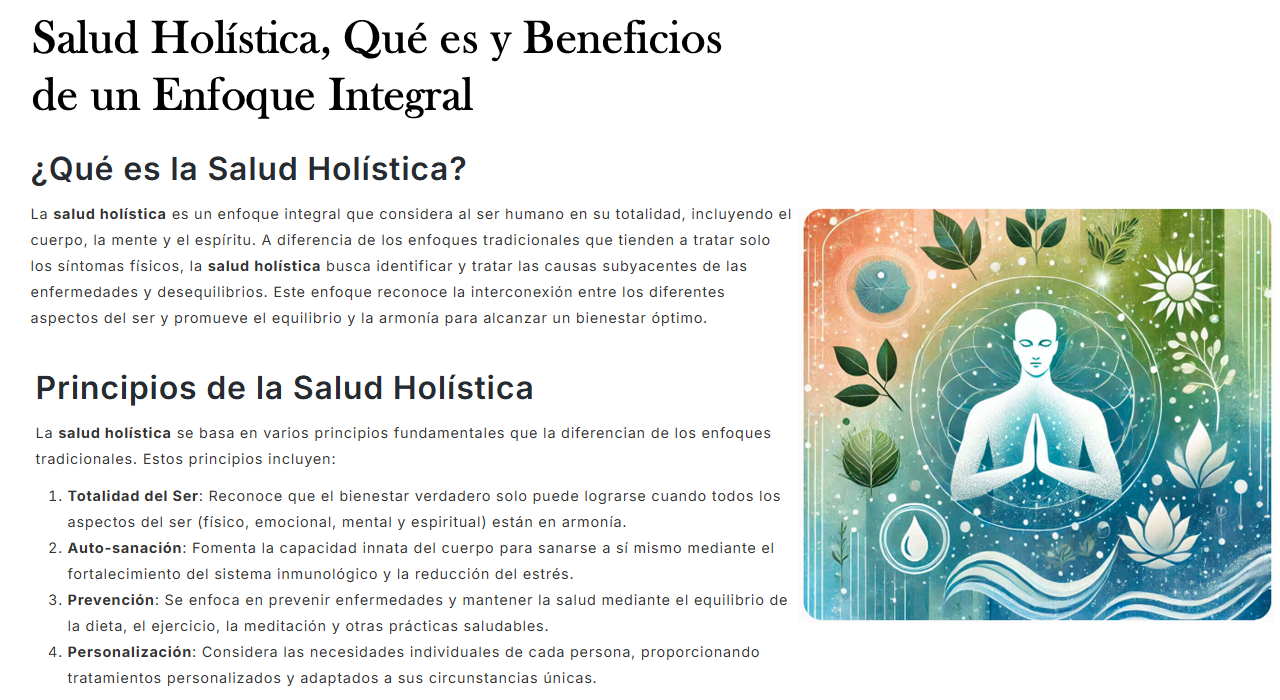 Salud Holística, Qué es y Beneficios
de un Enfoque Integral
¿Qué es la Salud Holística?
La salud holística es un enfoque integral que considera al ser humano en su totalidad, incluyendo el
cuerpo, la mente y el espíritu. A diferencia de los enfoques tradicionales que tienden a tratar solo
los síntomas físicos, la salud holística busca identificar y tratar las causas subyacentes de las
enfermedades y desequilibrios. Este enfoque reconoce la interconexión entre los diferentes
aspectos del ser y promueve el equilibrio y la armonía para alcanzar un bienestar óptimo.
Principios de la Salud Holística
La salud holística se basa en varios principios fundamentales que la diferencian de los enfoques
tradicionales. Estos principios incluyen:
1. Totalidad del Ser: Reconoce que el bienestar verdadero solo puede lograrse cuando todos los
aspectos del ser (físico, emocional, mental y espiritual) están en armonía.
2. Auto-sanación: Fomenta la capacidad innata del cuerpo para sanarse a sí mismo mediante el
fortalecimiento del sistema inmunológico y la reducción del estrés.
3. Prevención: Se enfoca en prevenir enfermedades y mantener la salud mediante el equilibrio de
la dieta, el ejercicio, la meditación y otras prácticas saludables.
4. Personalización: Considera las necesidades individuales de cada persona, proporcionando
tratamientos personalizados y adaptados a sus circunstancias únicas.